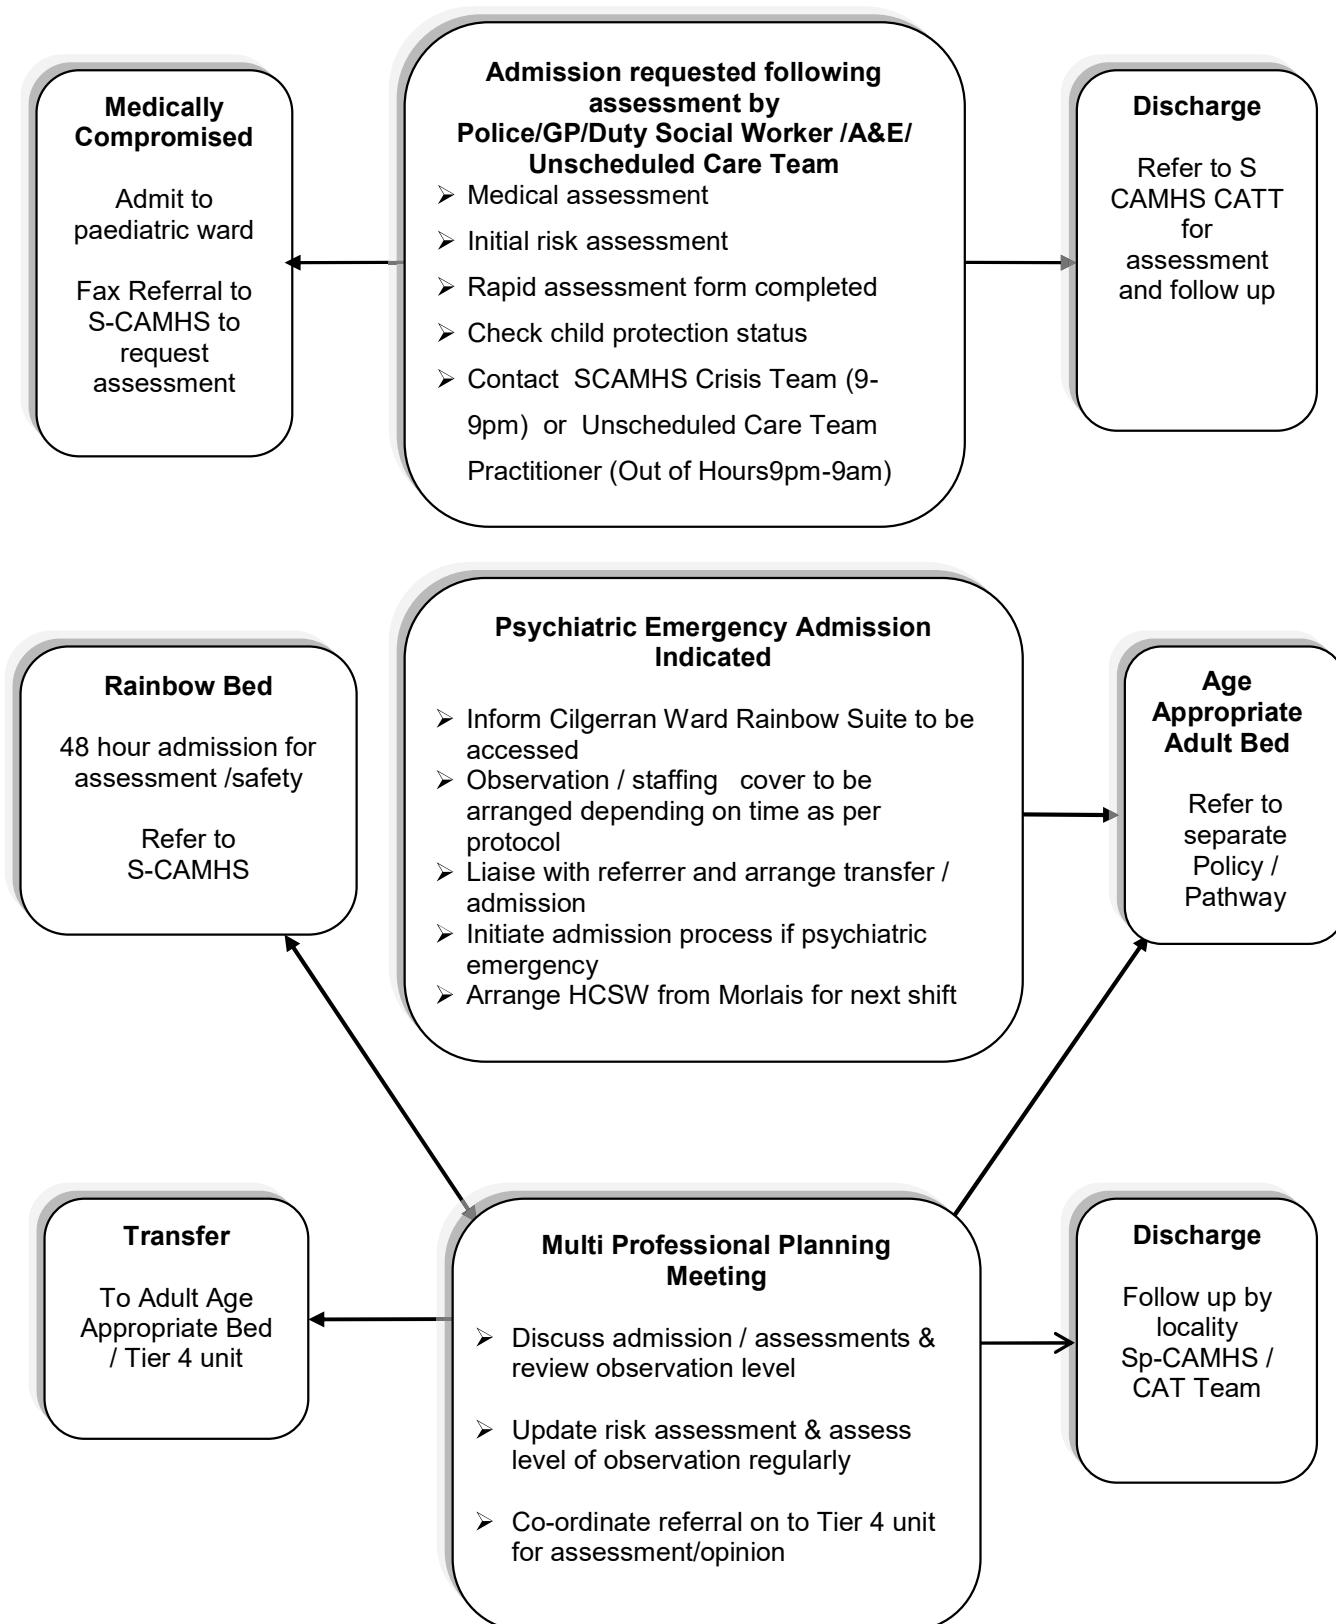 Medically
Compromised
Admit to
paediatric ward
Fax Referral to
S-CAMHS to
request
assessment
Admission requested following
assessment by
Police/GP/Duty Social Worker /A&E/
Unscheduled Care Team
➢ Medical assessment
➢ Initial risk assessment
➢ Rapid assessment form completed
➢ Check child protection status
➢ Contact SCAMHS Crisis Team (9-
9pm) or Unscheduled Care Team
Practitioner (Out of Hours9pm-9am)
Discharge
Refer to S
CAMHS CATT
for
assessment
and follow up
Rainbow Bed
48 hour admission for
assessment /safety
Refer to
S-CAMHS
Psychiatric Emergency Admission
Indicated
➢ Inform Cilgerran Ward Rainbow Suite to be
accessed
➢ Observation / staffing cover to be
arranged depending on time as per
protocol
➢ Liaise with referrer and arrange transfer /
admission
➢ Initiate admission process if psychiatric
emergency
➢ Arrange HCSW from Morlais for next shift
Age
Appropriate
Adult Bed
Refer to
separate
Policy /
Pathway
Transfer
To Adult Age
Appropriate Bed
/ Tier 4 unit
Multi Professional Planning
Meeting
➢ Discuss admission / assessments &
review observation level
➢ Update risk assessment & assess
level of observation regularly
➢ Co-ordinate referral on to Tier 4 unit
for assessment/opinion
Discharge
Follow up by
locality
Sp-CAMHS /
CAT Team